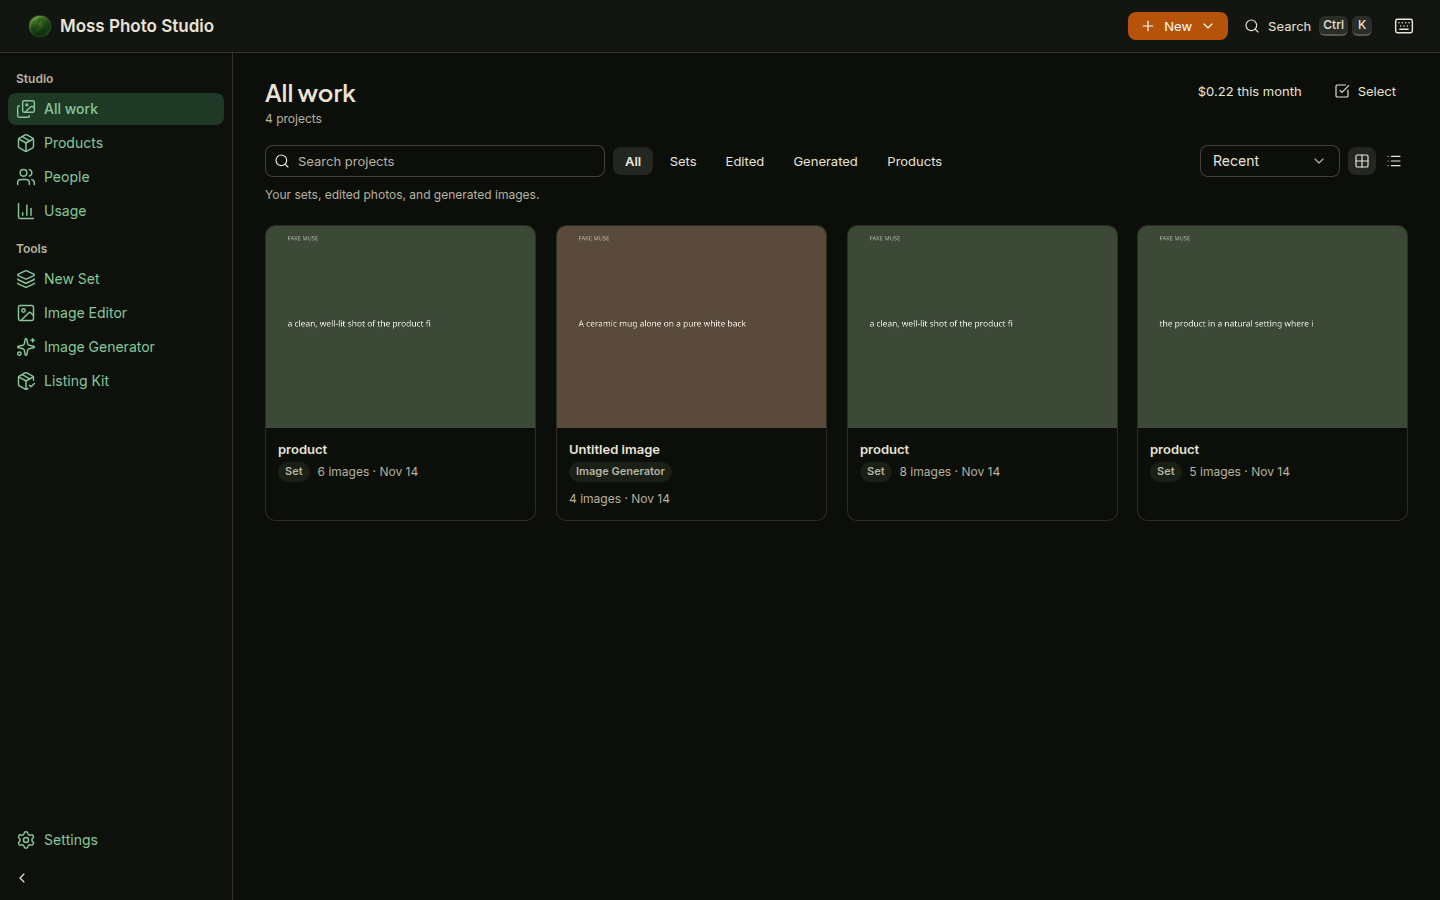 Moss Photo Studio
New
Search Ctrl K
Studio
All work
Products
People
Usage
Tools
New Set
Image Editor
Image Generator
Listing Kit
Settings
All work
4 projects
$0.22 this month
Select
Search projects
All
Sets
Edited
Generated
Products
Recent
Your sets, edited photos, and generated images.
FAKE MUSE
a clean, well-lit shot of the product fi
product
Set 6 images · Nov 14
FAKE MUSE
A ceramic mug alone on a pure white back
Untitled image
Image Generator
4 images · Nov 14
FAKE MUSE
a clean, well-lit shot of the product fi
product
Set 8 images · Nov 14
FAKE MUSE
the product in a natural setting where i
product
Set 5 images · Nov 14